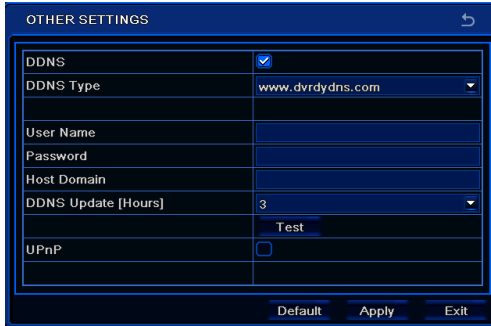 OTHER SETTINGS
DDNS
DDNS Type www.dvrdydns.com
User Name
Password
Host Domain
DDNS Update [Hours] 3
Test
UPnP
Default Apply Exit